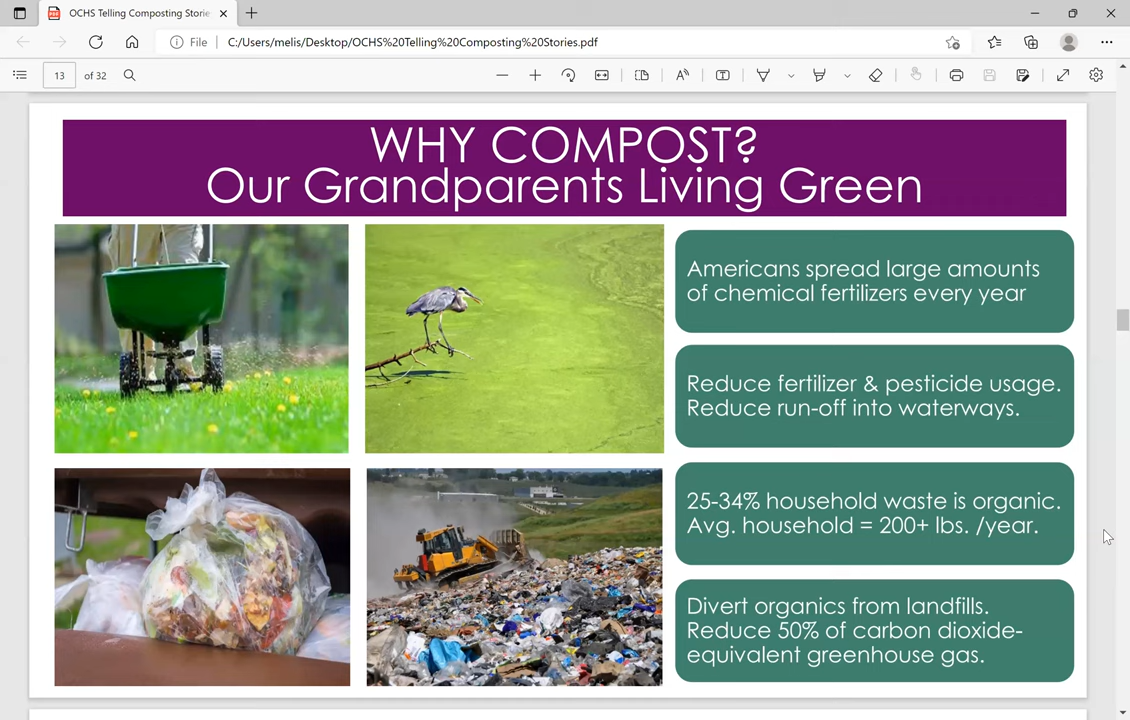 OCHS Telling Composting Storie
File
C:/Users/melis/Desktop/OCHS%20Telling%20Composting%20Stories.pdf
13 of 32
WHY COMPOST?
Our Grandparents Living Green
Americans spread large amounts
of chemical fertilizers every year
Reduce fertilizer & pesticide usage.
Reduce run-off into waterways.
25-34% household waste is organic.
Avg. household = 200+ lbs. /year.
Divert organics from landfills.
Reduce 50% of carbon dioxide-
equivalent greenhouse gas.